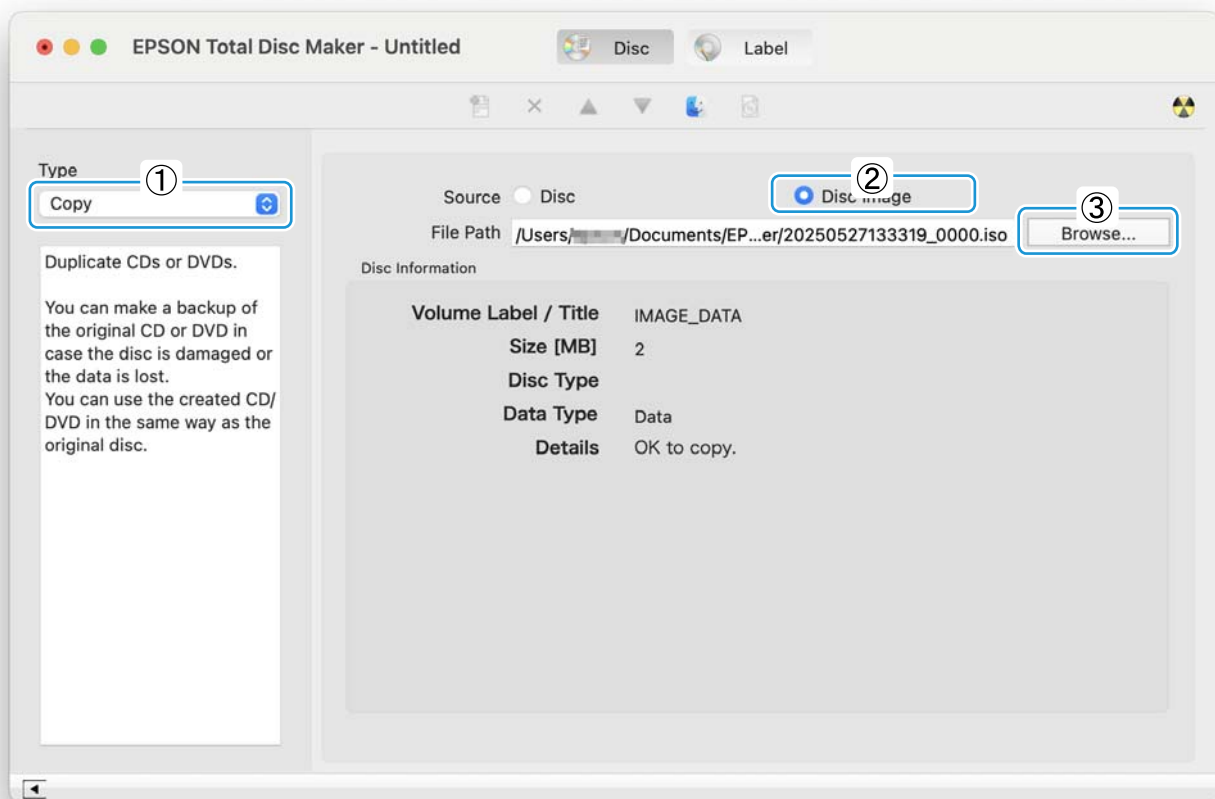 EPSON Total Disc Maker - Untitled
Disc
Label
Type
①
Copy
Duplicate CDs or DVDs.
You can make a backup of
the original CD or DVD in
case the disc is damaged or
the data is lost.
You can use the created CD/
DVD in the same way as the
original disc.
Source Disc
②
Disc Image
③
File Path /Users/ /Documents/EP...er/20250527133319_0000.iso Browse...
Disc Information
Volume Label / Title IMAGE_DATA
Size [MB] 2
Disc Type
Data Type Data
Details OK to copy.